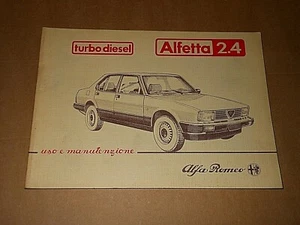 turbodiesel
Alfetta 2.4
uso e manutenzione
Alfa Romeo